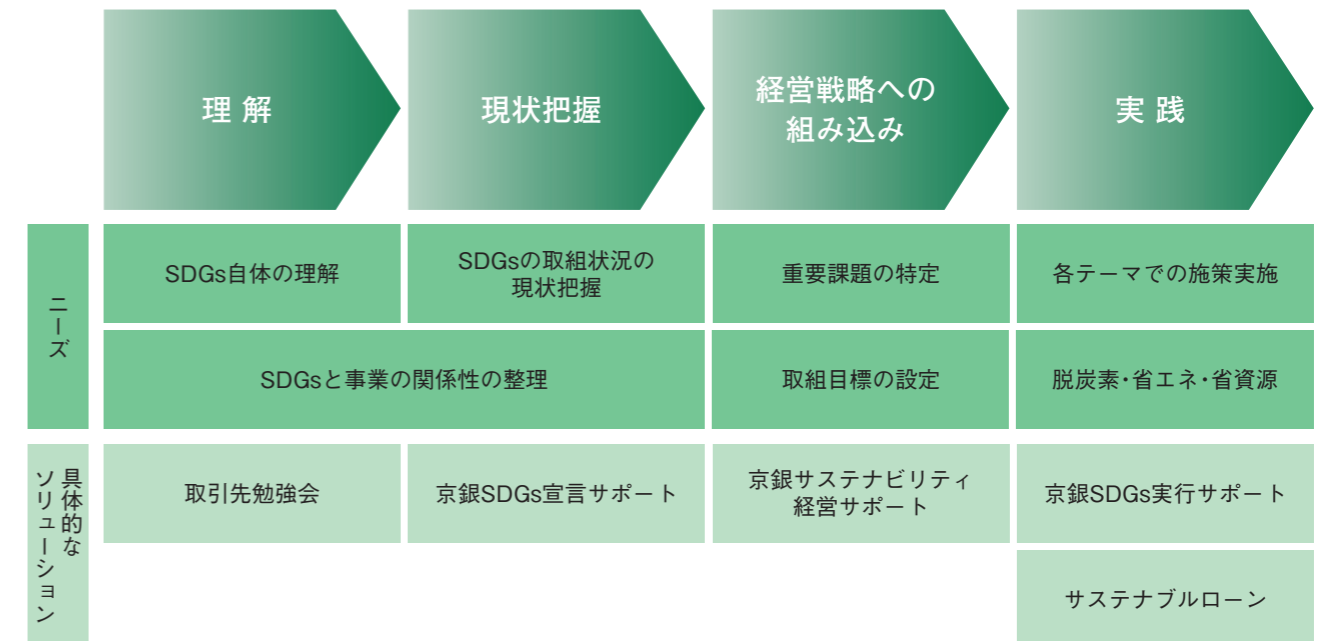 理解
現状把握
経営戦略への
組み込み
実践
ニーズ
SDGs自体の理解
SDGsの取組状況の
現状把握
重要課題の特定
各テーマでの施策実施
SDGsと事業の関係性の整理
取組目標の設定
脱炭素･省エネ･省資源
具体的な
ソリューション
取引先勉強会
京銀SDGs宣言サポート
京銀サステナビリティ
経営サポート
京銀SDGs実行サポート
サステナブルローン